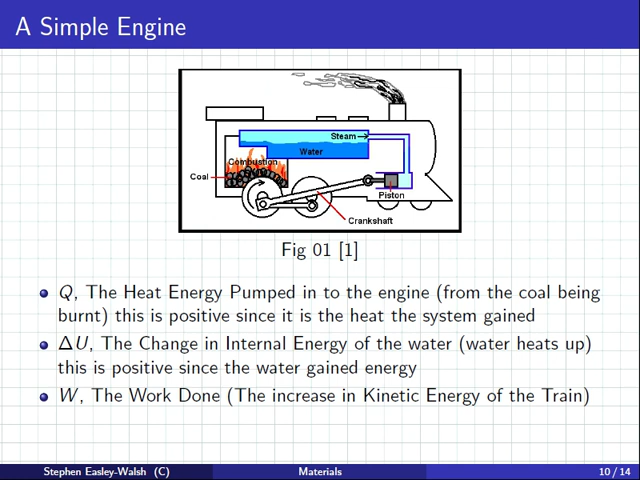 A Simple Engine
Steam
Water
Combustion
Coal
Piston
Crankshaft
Fig 01 [1]
Q, The Heat Energy Pumped in to the engine (from the coal being
burnt) this is positive since it is the heat the system gained
ΔU, The Change in Internal Energy of the water (water heats up)
this is positive since the water gained energy
W, The Work Done (The increase in Kinetic Energy of the Train)
Stephen Easley-Walsh (C) Materials 10 / 14